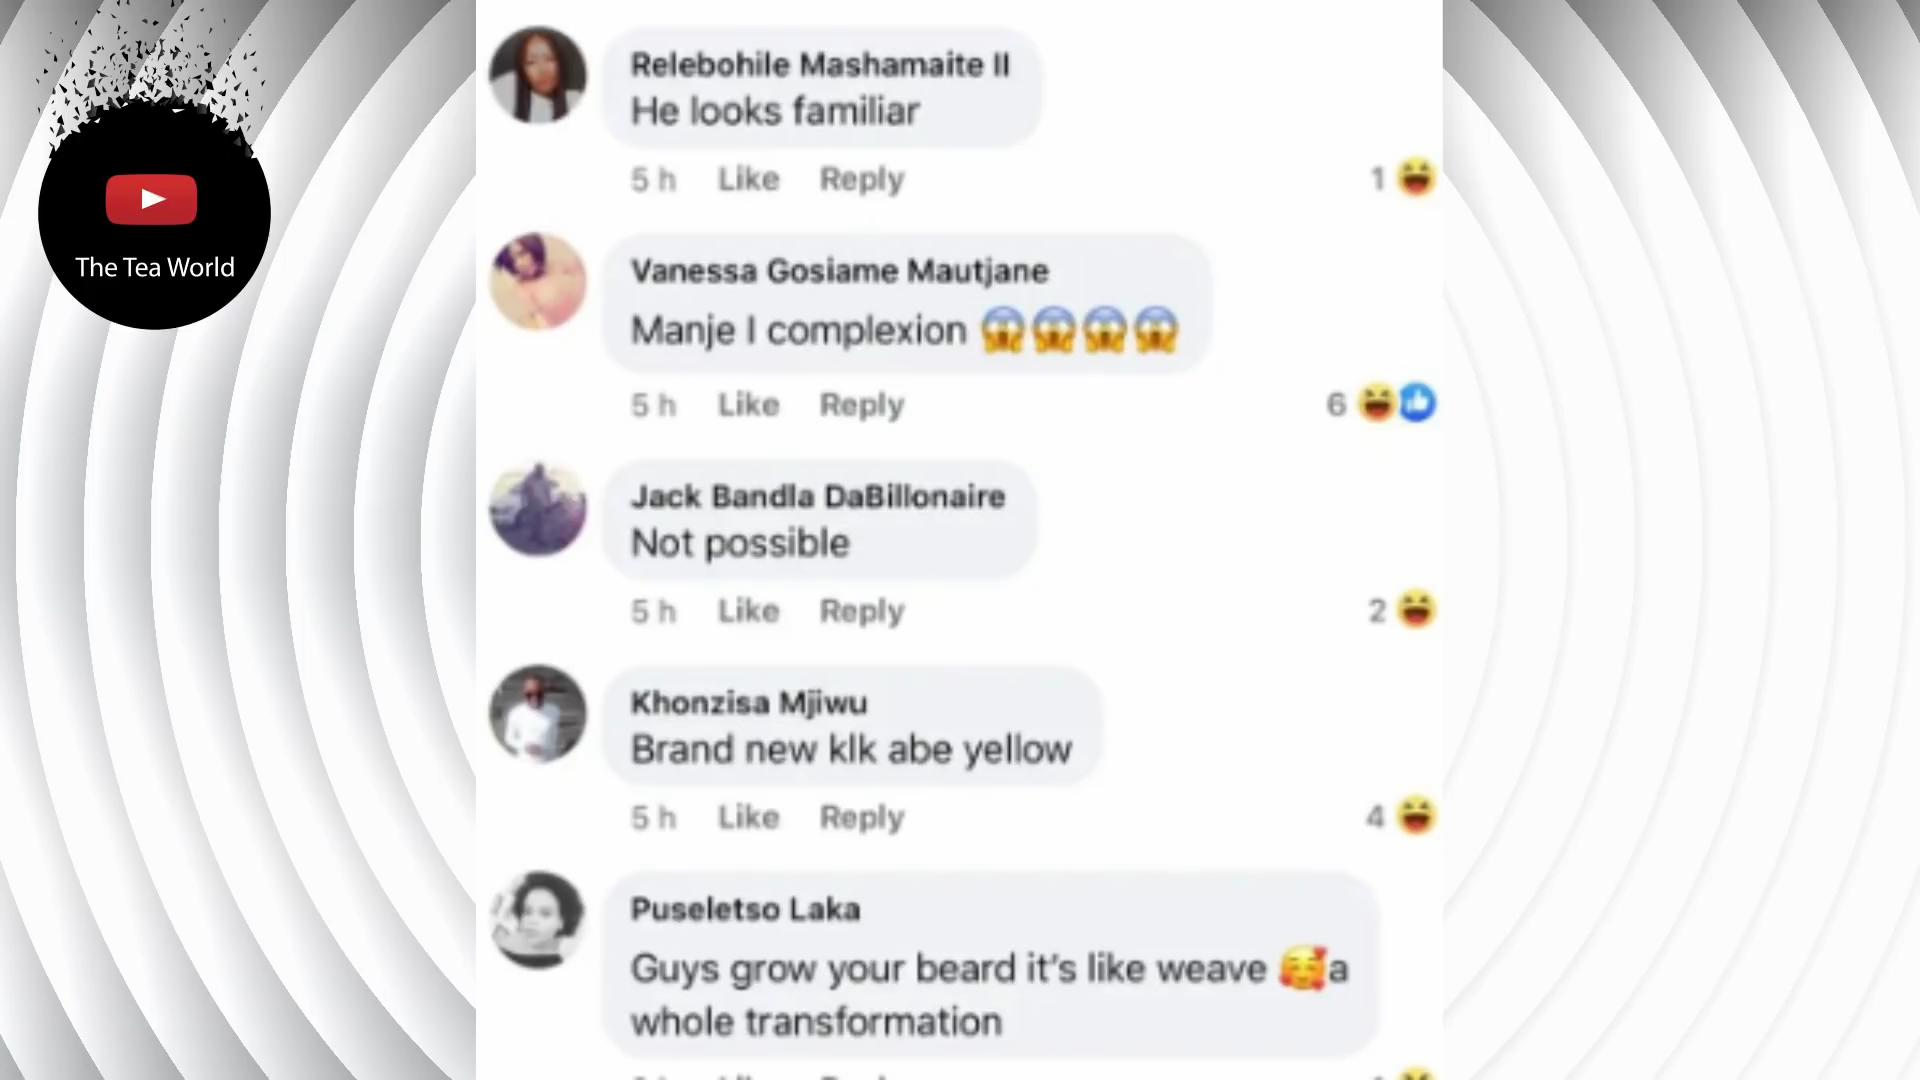 The Tea World
Relebohile Mashamaite II
He looks familiar
5 h Like Reply 1
Vanessa Gosiame Mautjane
Manje I complexion 😱😱😱😱
5 h Like Reply 6
Jack Bandla DaBillonaire
Not possible
5 h Like Reply 2
Khonzisa Mjiwu
Brand new klk abe yellow
5 h Like Reply 4
Puseletso Laka
Guys grow your beard it's like weave 🥰a
whole transformation